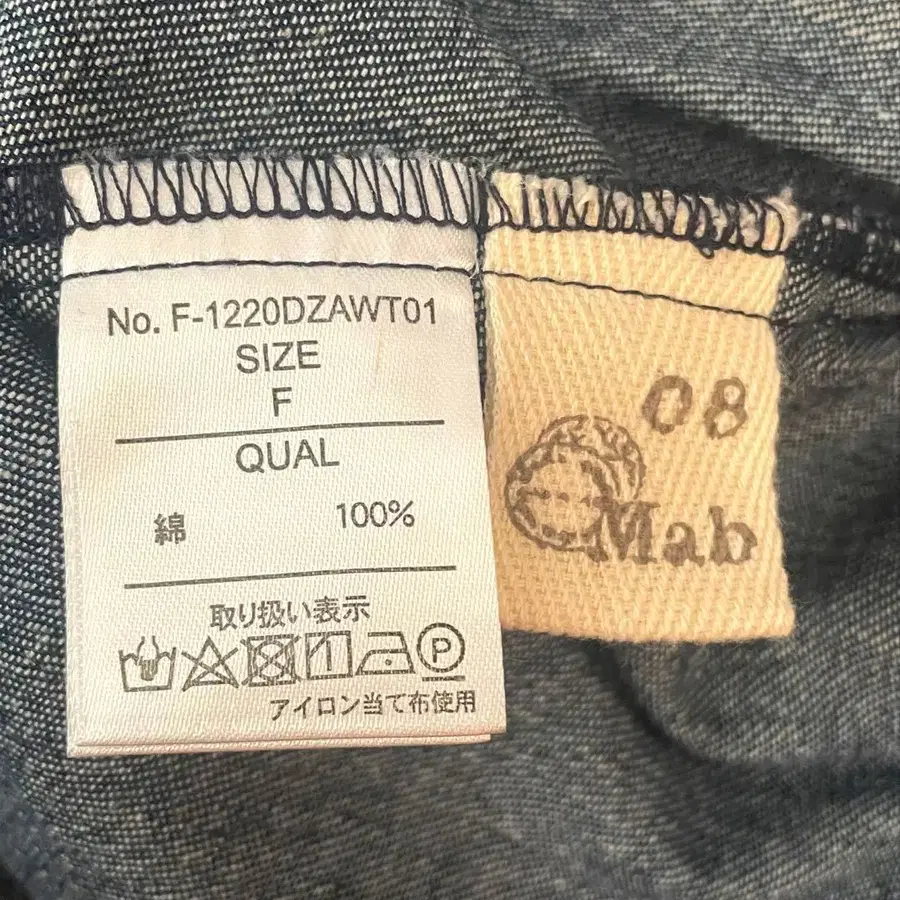 No. F-1220DZAWT01
SIZE
F
QUAL
綿 100%
取り扱い表示
P
アイロン当て布使用
08
Mab